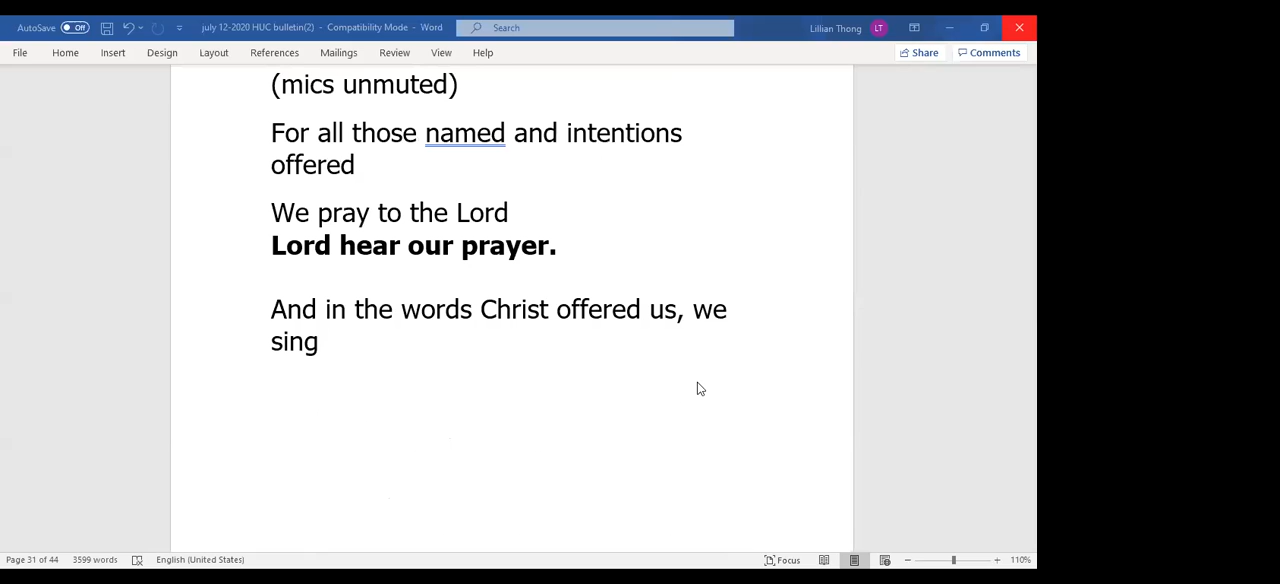 AutoSave Off july 12-2020 HUC bulletin(2) - Compatibility Mode - Word Search Lillian Thong LT
File Home Insert Design Layout References Mailings Review View Help Share Comments
(mics unmuted)
For all those named and intentions
offered
We pray to the Lord
Lord hear our prayer.
And in the words Christ offered us, we
sing
Page 31 of 44 3599 words English (United States) Focus 110%